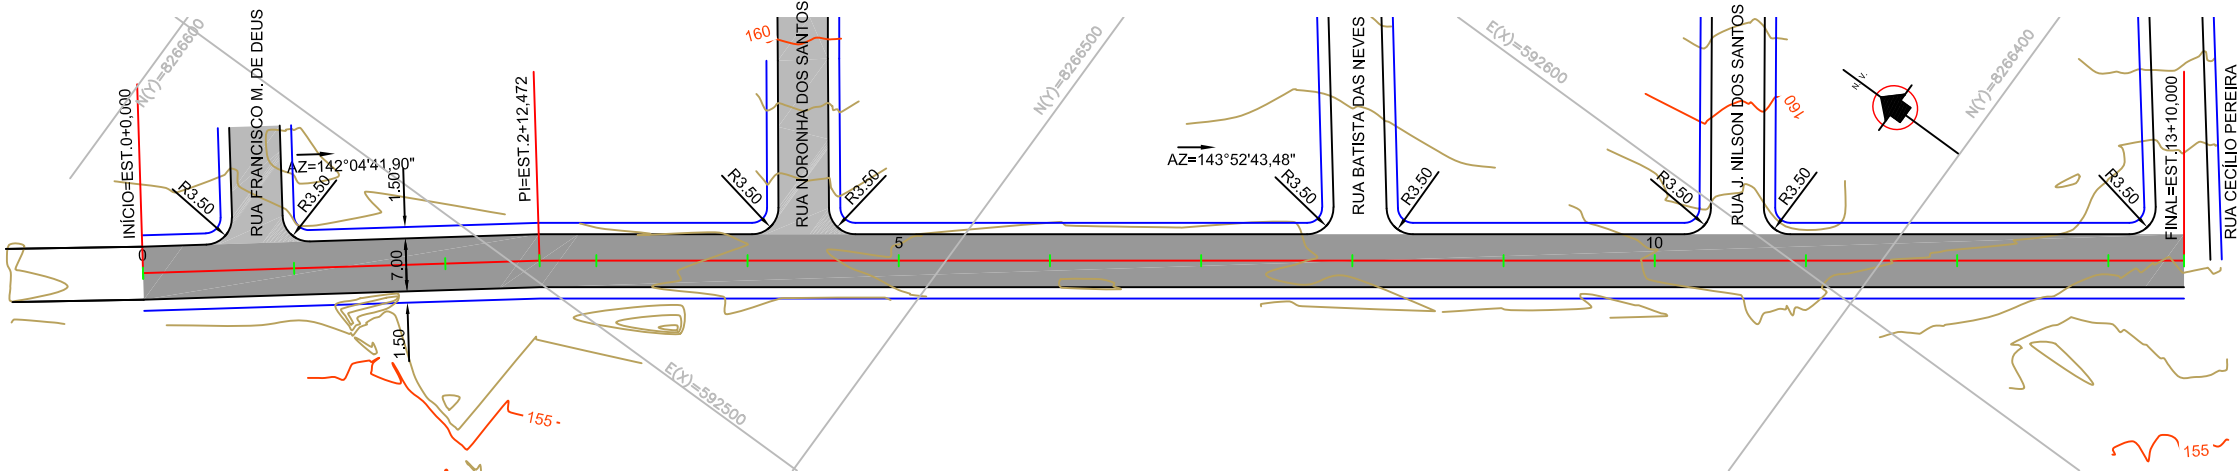 INÍCIO=EST.0+0,000
N(Y)=8266600
RUA FRANCISCO M. DE DEUS
R3.50
R3.50
AZ=142°04'41,90"
1.50
7.00
1.50
PI=EST.2+12,472
0
160
RUA NORONHA DOS SANTOS
R3.50
R3.50
5
N(Y)=8266500
E(X)=592500
155
AZ=143°52'43,48"
R3.50
RUA BATISTA DAS NEVES
R3.50
E(X)=592600
10
R3.50
RUA J. NILSON DOS SANTOS
160
R3.50
N.V.
N(Y)=8266400
R3.50
FINAL=EST.13+10,000
RUA CECÍLIO PEREIRA
155